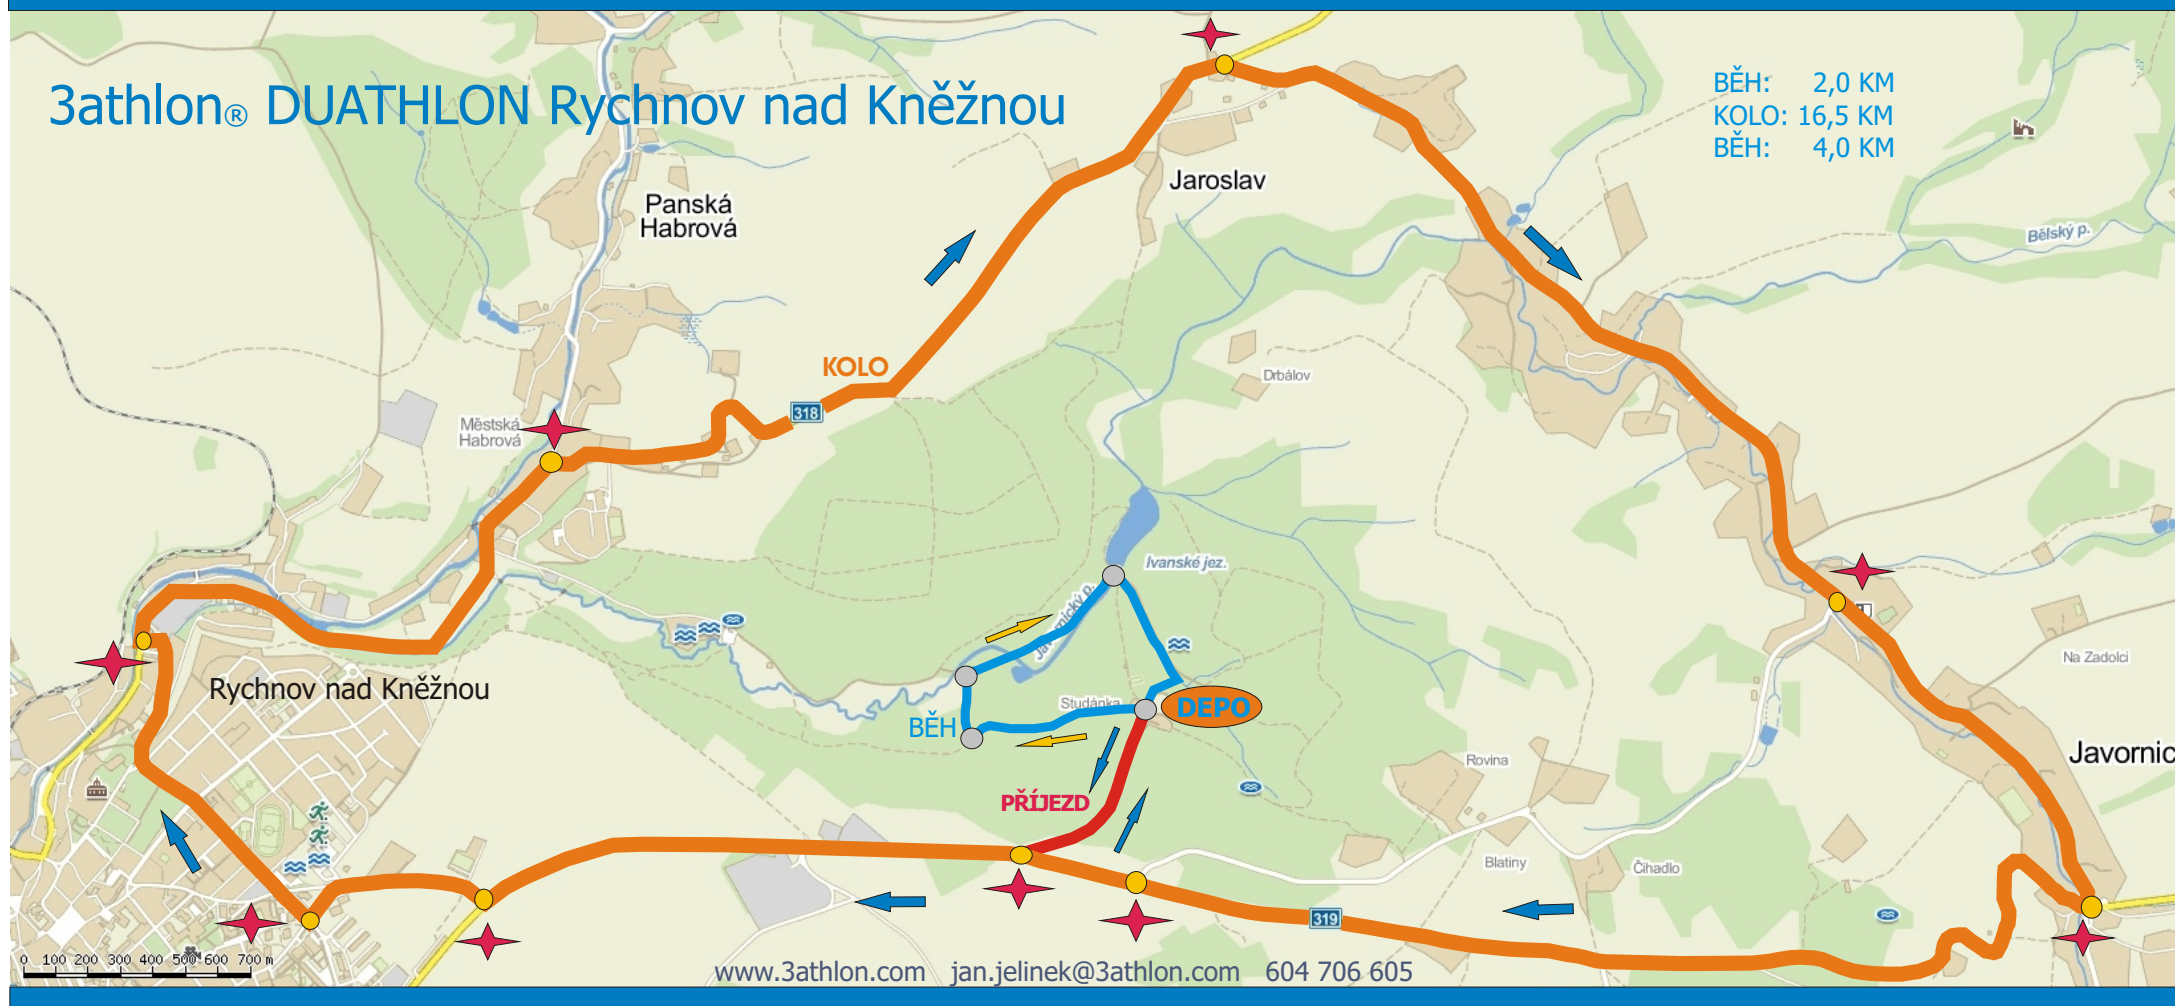 3athlon® DUATHLON Rychnov nad Kněžnou
BĚH: 2,0 KM
KOLO: 16,5 KM
BĚH: 4,0 KM
Jaroslav
Panská
Habrová
Bělský p.
KOLO
Drbálov
318
Městská
Habrová
Ivanské jez.
Javornický p.
Na Zadolci
Rychnov nad Kněžnou
Studánka
DEPO
BĚH
Javornic
Rovina
PŘÍJEZD
Blatiny
Čihadlo
319
0 100 200 300 400 500 600 700 m
www.3athlon.com jan.jelinek@3athlon.com 604 706 605